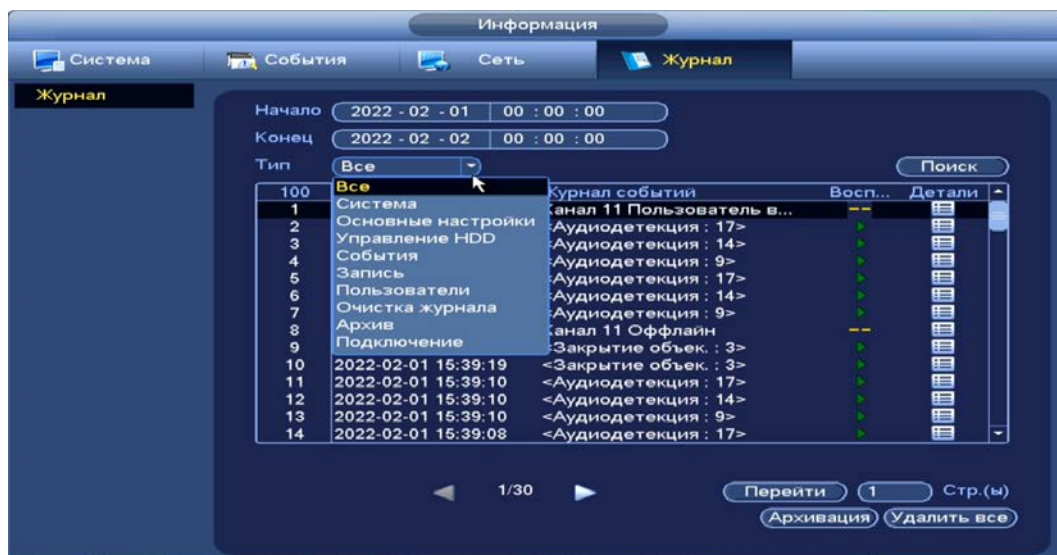 Информация
Система События Сеть Журнал
Журнал
Начало 2022 - 02 - 01 00 : 00 : 00
Конец 2022 - 02 - 02 00 : 00 : 00
Тип Все Поиск
100 Журнал событий Восп... Детали
Все
Система
Основные настройки
Управление HDD
События
Запись
Пользователи
Очистка журнала
Архив
Подключение
1 Канал 11 Пользователь в... --
2 <Аудиодетекция : 17>
3 <Аудиодетекция : 14>
4 <Аудиодетекция : 9>
5 <Аудиодетекция : 17>
6 <Аудиодетекция : 14>
7 <Аудиодетекция : 9>
8 Канал 11 Оффлайн --
9 <Закрытие объек. : 3>
10 2022-02-01 15:39:19 <Закрытие объек. : 3>
11 2022-02-01 15:39:10 <Аудиодетекция : 17>
12 2022-02-01 15:39:10 <Аудиодетекция : 14>
13 2022-02-01 15:39:10 <Аудиодетекция : 9>
14 2022-02-01 15:39:08 <Аудиодетекция : 17>
1/30 Перейти 1 Стр.(ы)
Архивация Удалить все